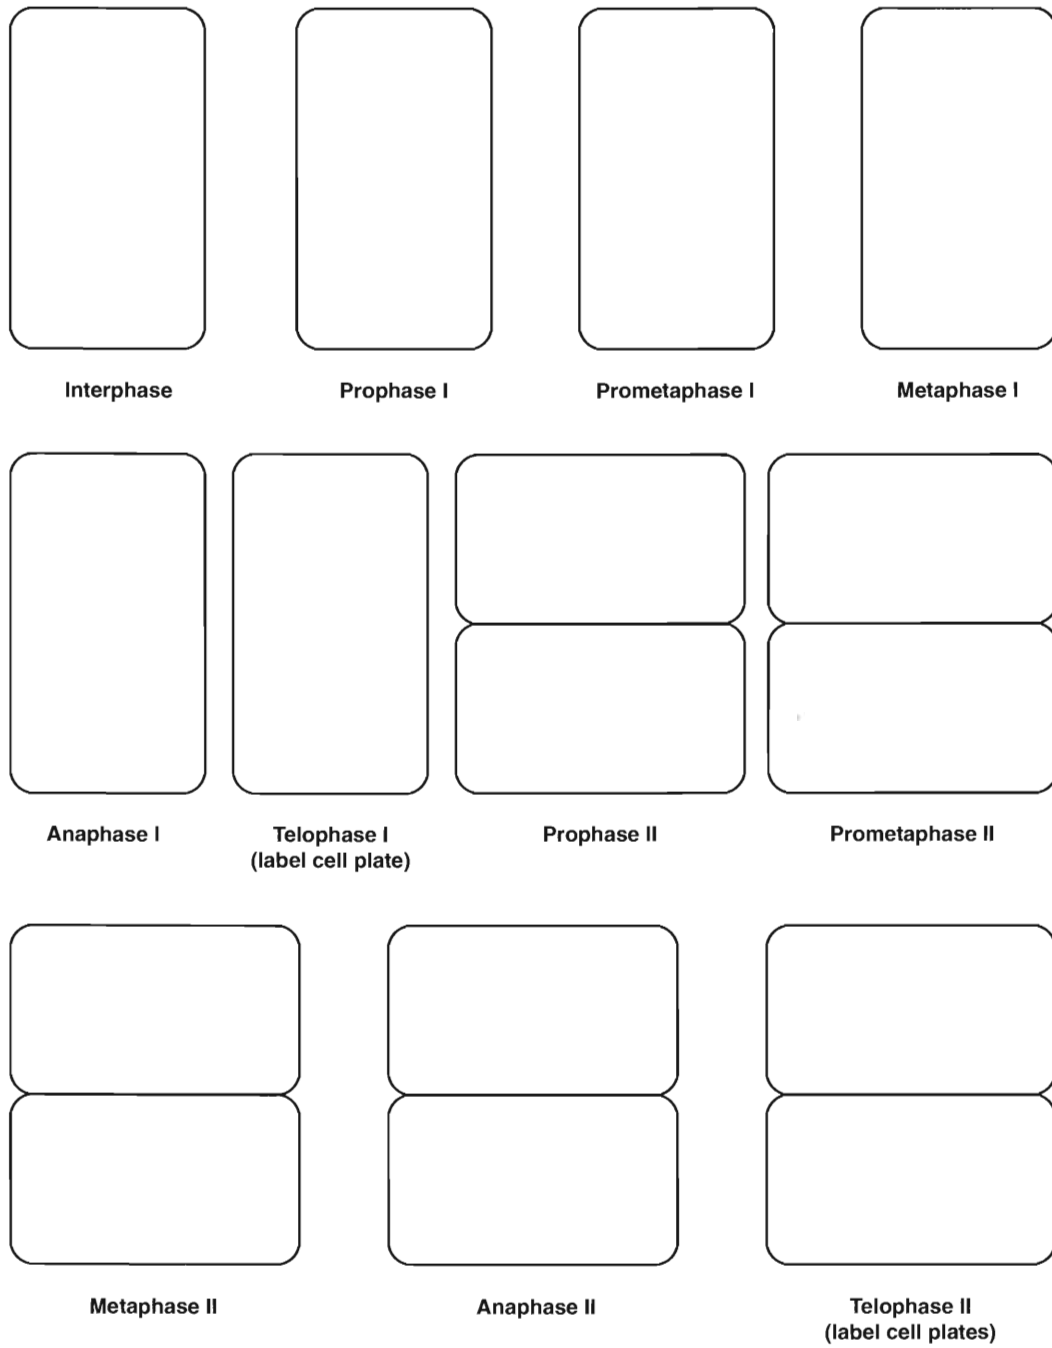 Interphase
Prophase I
Prometaphase I
Metaphase I
Anaphase I
Telophase I
(label cell plate)
Prophase II
Prometaphase II
Metaphase II
Anaphase II
Telophase II
(label cell plates)